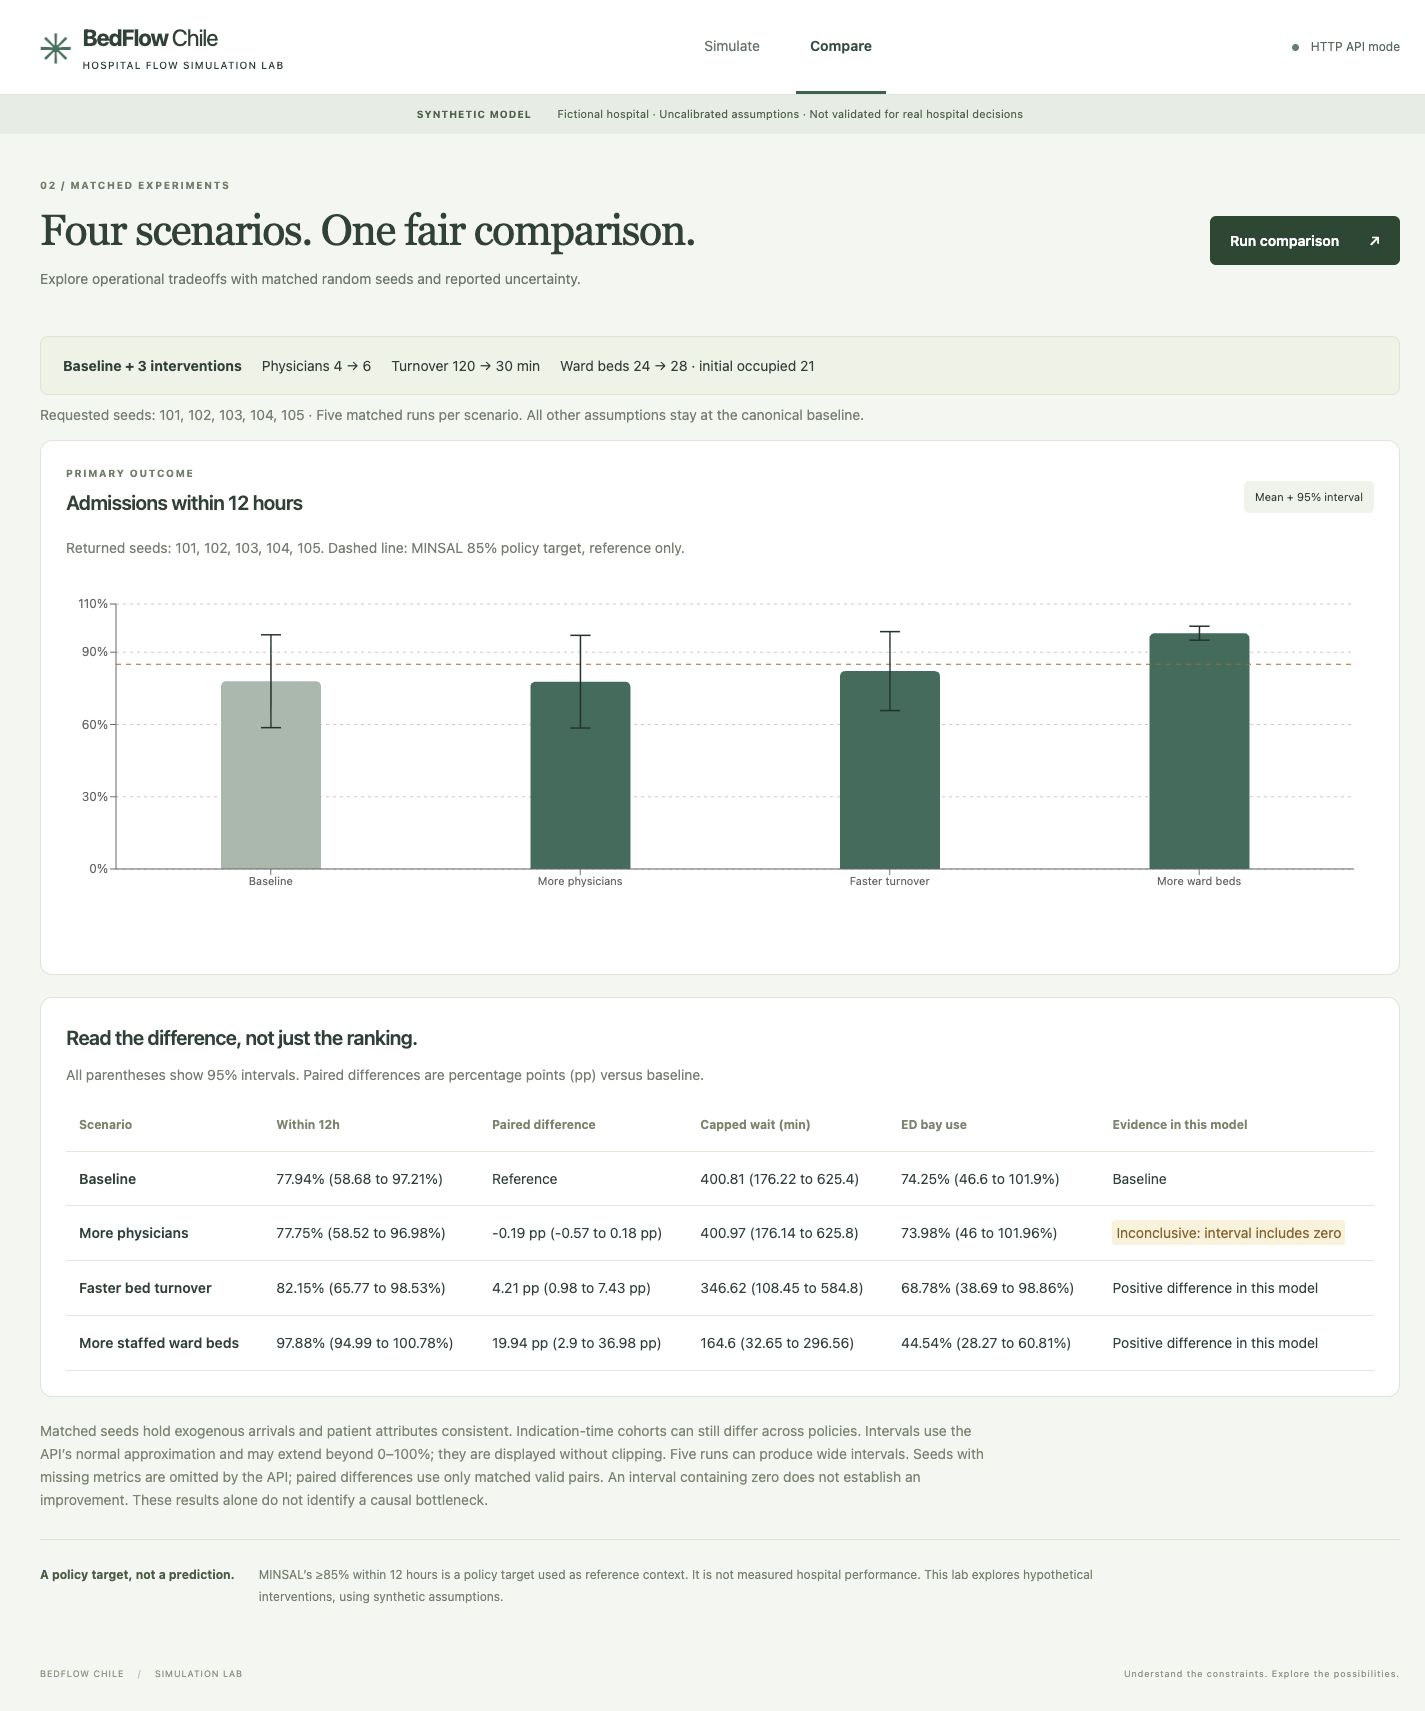 BedFlow Chile
HOSPITAL FLOW SIMULATION LAB
Simulate
Compare
HTTP API mode
SYNTHETIC MODEL Fictional hospital · Uncalibrated assumptions · Not validated for real hospital decisions
02 / MATCHED EXPERIMENTS
Four scenarios. One fair comparison.
Run comparison ↗
Explore operational tradeoffs with matched random seeds and reported uncertainty.
Baseline + 3 interventions Physicians 4 → 6 Turnover 120 → 30 min Ward beds 24 → 28 · initial occupied 21
Requested seeds: 101, 102, 103, 104, 105 · Five matched runs per scenario. All other assumptions stay at the canonical baseline.
PRIMARY OUTCOME
Admissions within 12 hours
Mean + 95% interval
Returned seeds: 101, 102, 103, 104, 105. Dashed line: MINSAL 85% policy target, reference only.
110%
90%
60%
30%
0%
Baseline More physicians Faster turnover More ward beds
Read the difference, not just the ranking.
All parentheses show 95% intervals. Paired differences are percentage points (pp) versus baseline.
Scenario Within 12h Paired difference Capped wait (min) ED bay use Evidence in this model
Baseline 77.94% (58.68 to 97.21%) Reference 400.81 (176.22 to 625.4) 74.25% (46.6 to 101.9%) Baseline
More physicians 77.75% (58.52 to 96.98%) -0.19 pp (-0.57 to 0.18 pp) 400.97 (176.14 to 625.8) 73.98% (46 to 101.96%) Inconclusive: interval includes zero
Faster bed turnover 82.15% (65.77 to 98.53%) 4.21 pp (0.98 to 7.43 pp) 346.62 (108.45 to 584.8) 68.78% (38.69 to 98.86%) Positive difference in this model
More staffed ward beds 97.88% (94.99 to 100.78%) 19.94 pp (2.9 to 36.98 pp) 164.6 (32.65 to 296.56) 44.54% (28.27 to 60.81%) Positive difference in this model
Matched seeds hold exogenous arrivals and patient attributes consistent. Indication-time cohorts can still differ across policies. Intervals use the
API's normal approximation and may extend beyond 0–100%; they are displayed without clipping. Five runs can produce wide intervals. Seeds with
missing metrics are omitted by the API; paired differences use only matched valid pairs. An interval containing zero does not establish an
improvement. These results alone do not identify a causal bottleneck.
A policy target, not a prediction. MINSAL's ≥85% within 12 hours is a policy target used as reference context. It is not measured hospital performance. This lab explores hypothetical
interventions, using synthetic assumptions.
BEDFLOW CHILE / SIMULATION LAB
Understand the constraints. Explore the possibilities.